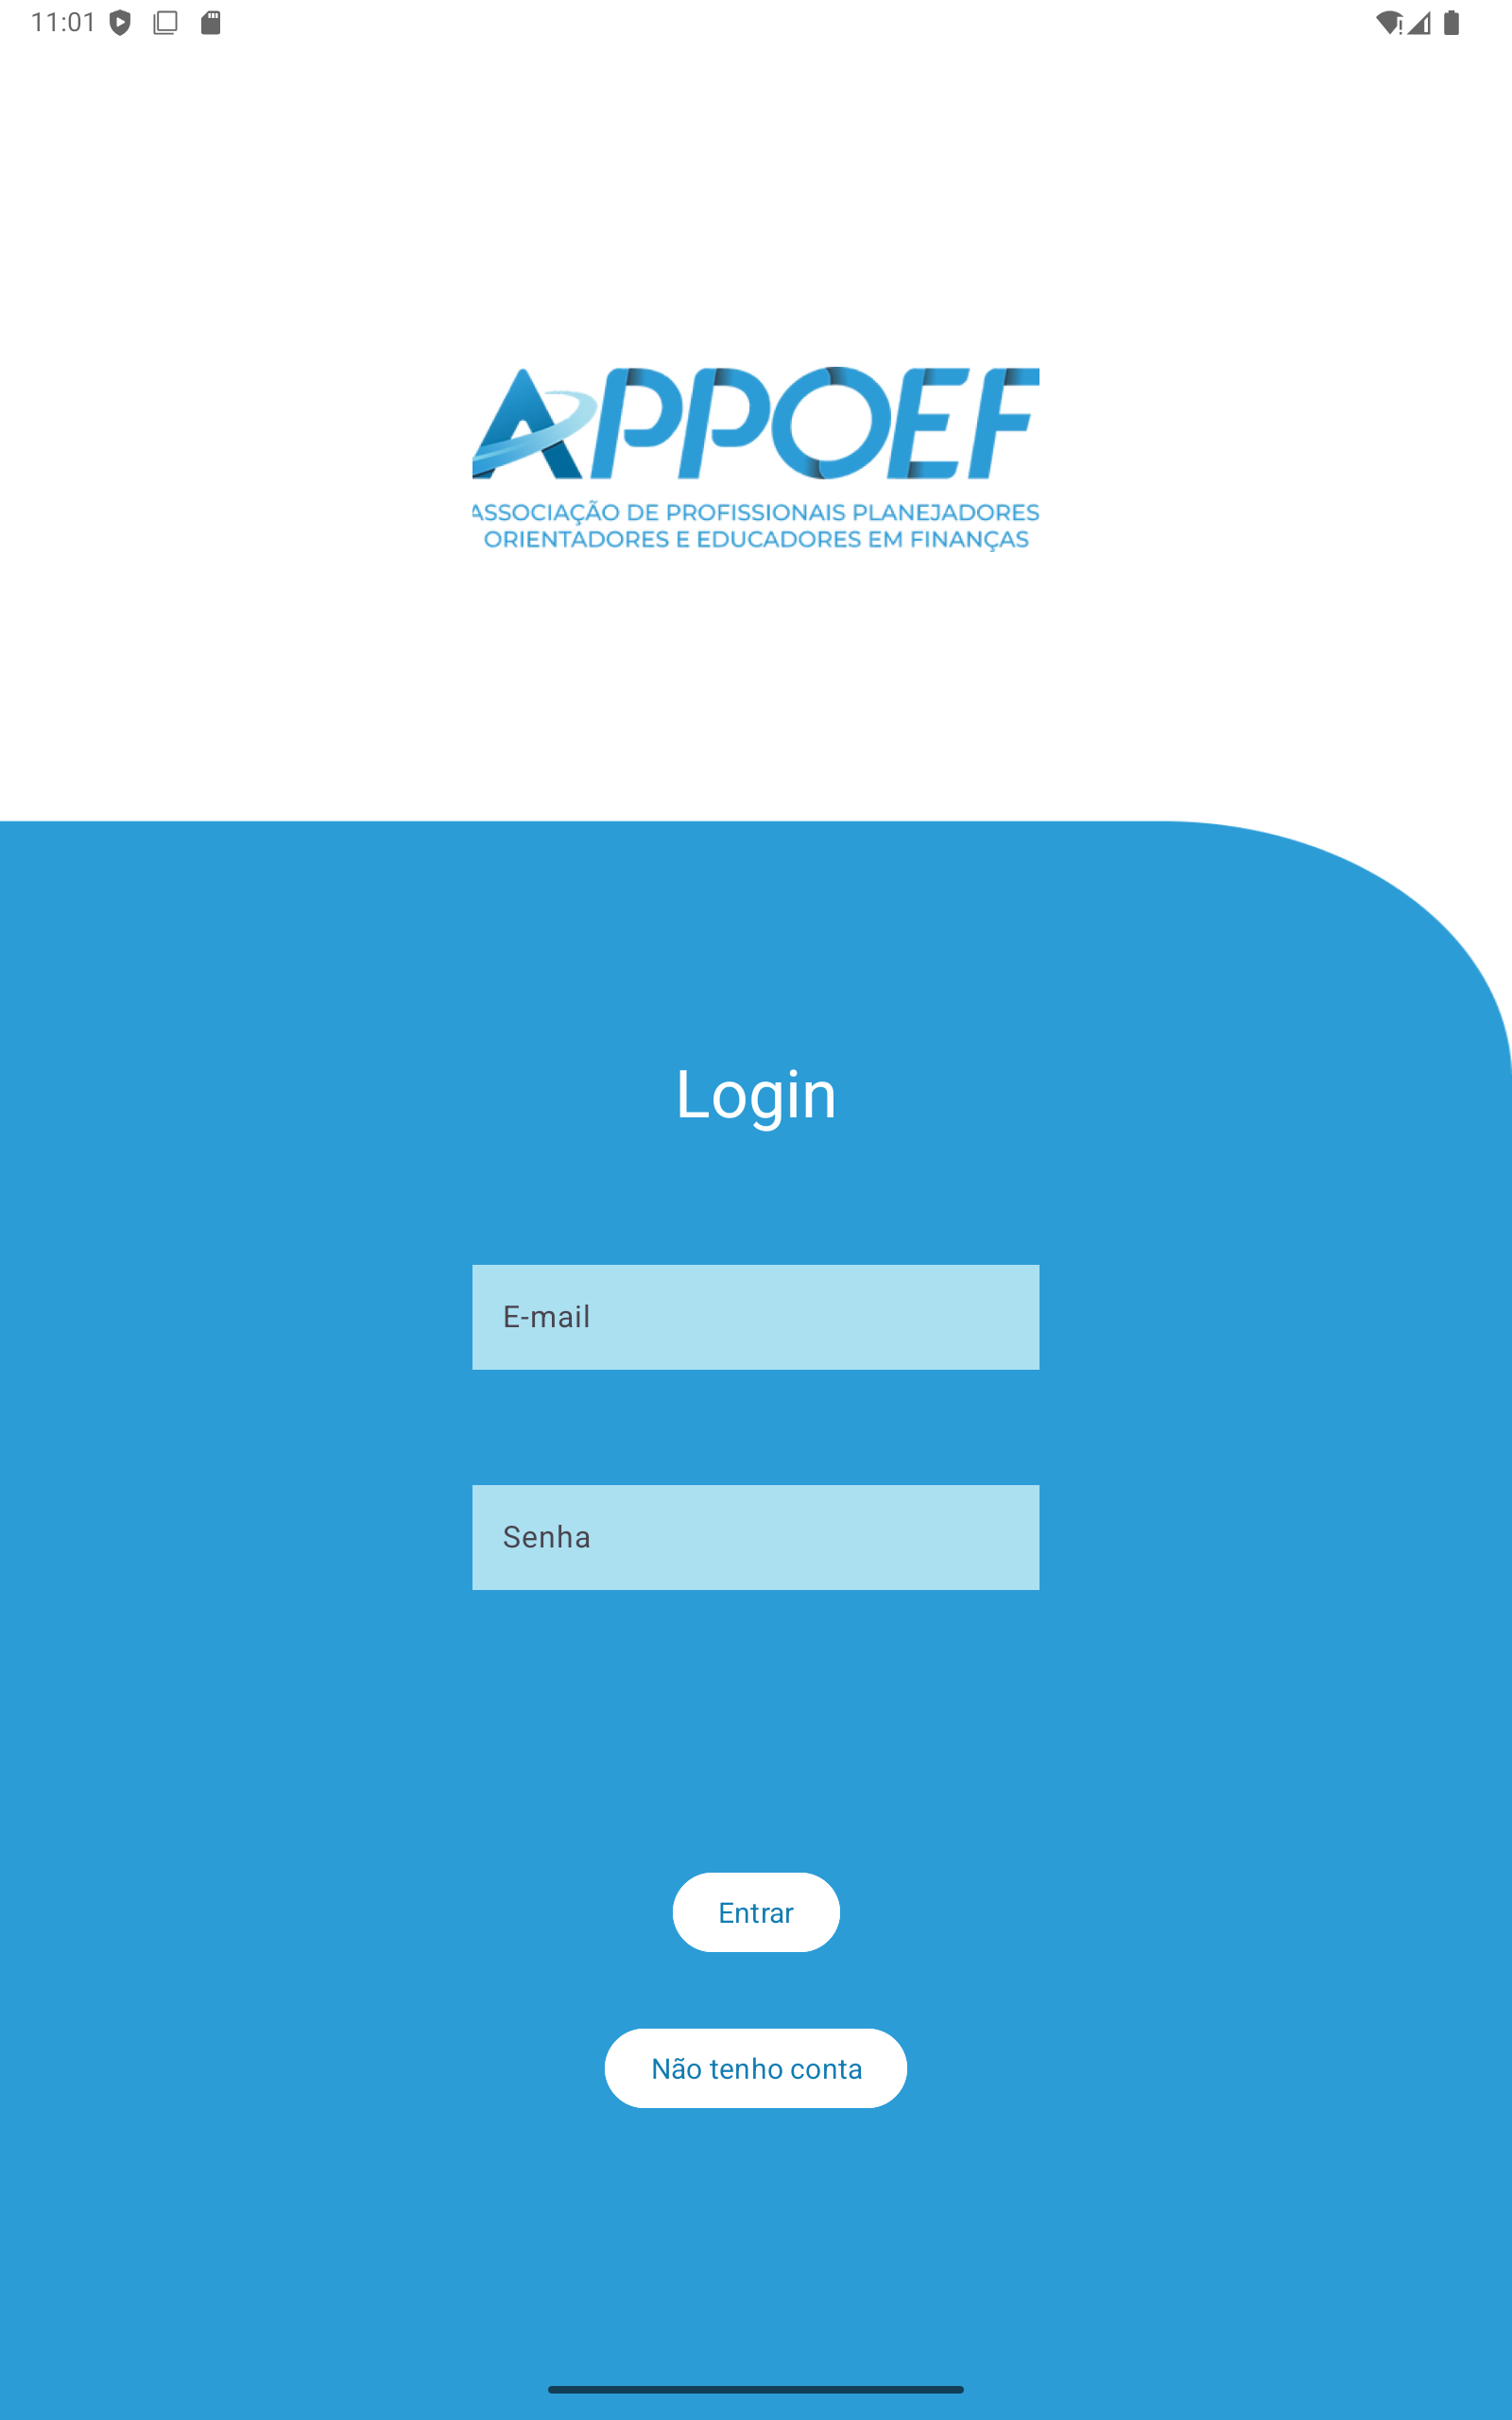 11:01
APPOEF
ASSOCIAÇÃO DE PROFISSIONAIS PLANEJADORES
ORIENTADORES E EDUCADORES EM FINANÇAS
Login
E-mail
Senha
Entrar
Não tenho conta